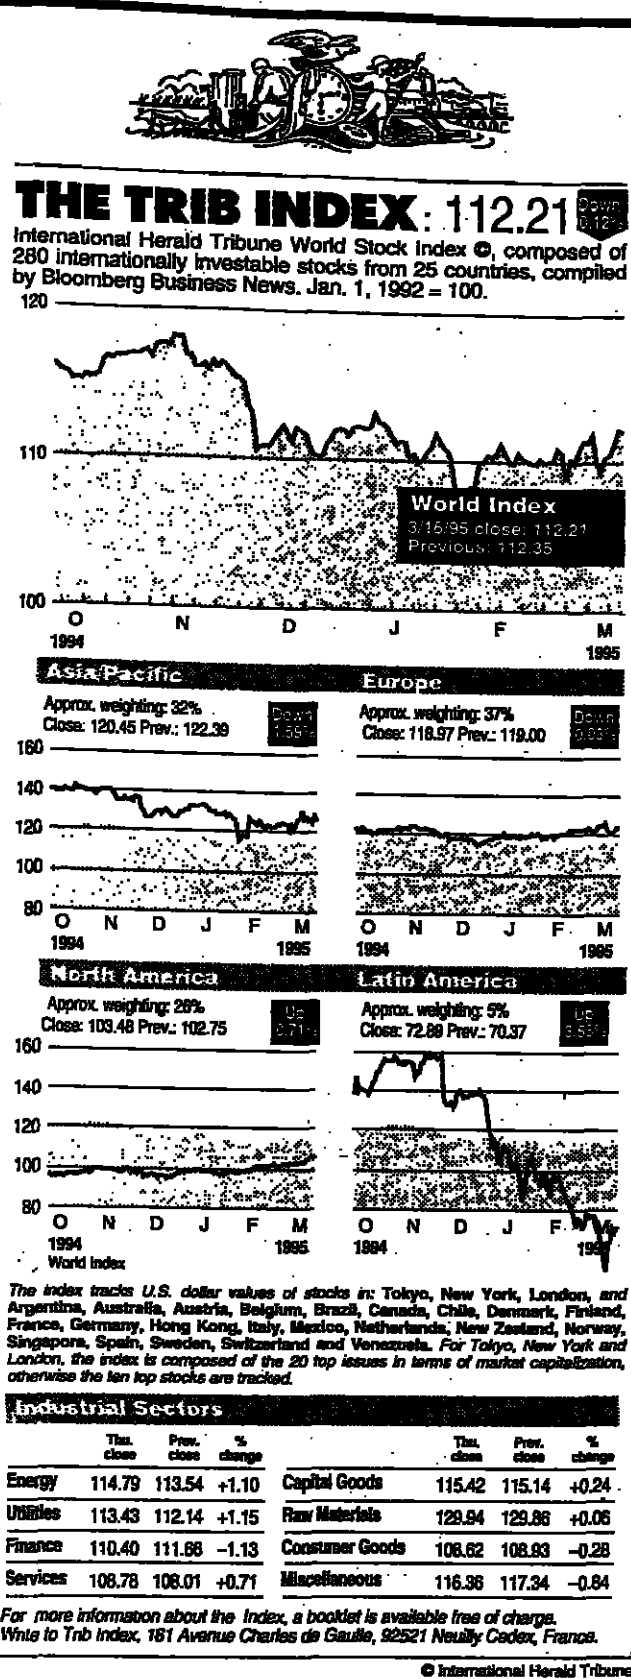 THE TRIB INDEX: 112.21 Down 0.12%
International Herald Tribune World Stock Index ©, composed of
280 internationally investable stocks from 25 countries, compiled
by Bloomberg Business News. Jan. 1, 1992 = 100.
120
110
World Index
3/16/95 close: 112.21
Previous: 112.35
100
O N D J F M
1994 1995
Asia/Pacific
Approx. weighting: 32%
Close: 120.45 Prev.: 122.39
Down
160
140
120
100
80
O N D J F M
1994 1995
Europe
Approx. weighting: 37%
Close: 118.97 Prev.: 119.00
Down
O N D J F M
1994 1995
North America
Approx. weighting: 26%
Close: 103.48 Prev.: 102.75
Up
0.71%
160
140
120
100
80
O N D J F M
1994 1995
World Index
Latin America
Approx. weighting: 5%
Close: 72.89 Prev.: 70.37
Up
O N D J F M
1994 1995
The index tracks U.S. dollar values of stocks in: Tokyo, New York, London, and
Argentina, Australia, Austria, Belgium, Brazil, Canada, Chile, Denmark, Finland,
France, Germany, Hong Kong, Italy, Mexico, Netherlands, New Zealand, Norway,
Singapore, Spain, Sweden, Switzerland and Venezuela. For Tokyo, New York and
London, the index is composed of the 20 top issues in terms of market capitalization,
otherwise the ten top stocks are tracked.
Industrial Sectors
Thu. close Prev. close % change Thu. close Prev. close % change
Energy 114.79 113.54 +1.10 Capital Goods 115.42 115.14 +0.24
Utilities 113.43 112.14 +1.15 Raw Materials 129.94 129.86 +0.06
Finance 110.40 111.66 −1.13 Consumer Goods 108.62 108.93 −0.28
Services 108.78 108.01 +0.71 Miscellaneous 116.36 117.34 −0.84
For more information about the Index, a booklet is available free of charge.
Write to Trib Index, 181 Avenue Charles de Gaulle, 92521 Neuilly Cedex, France.
© International Herald Tribune